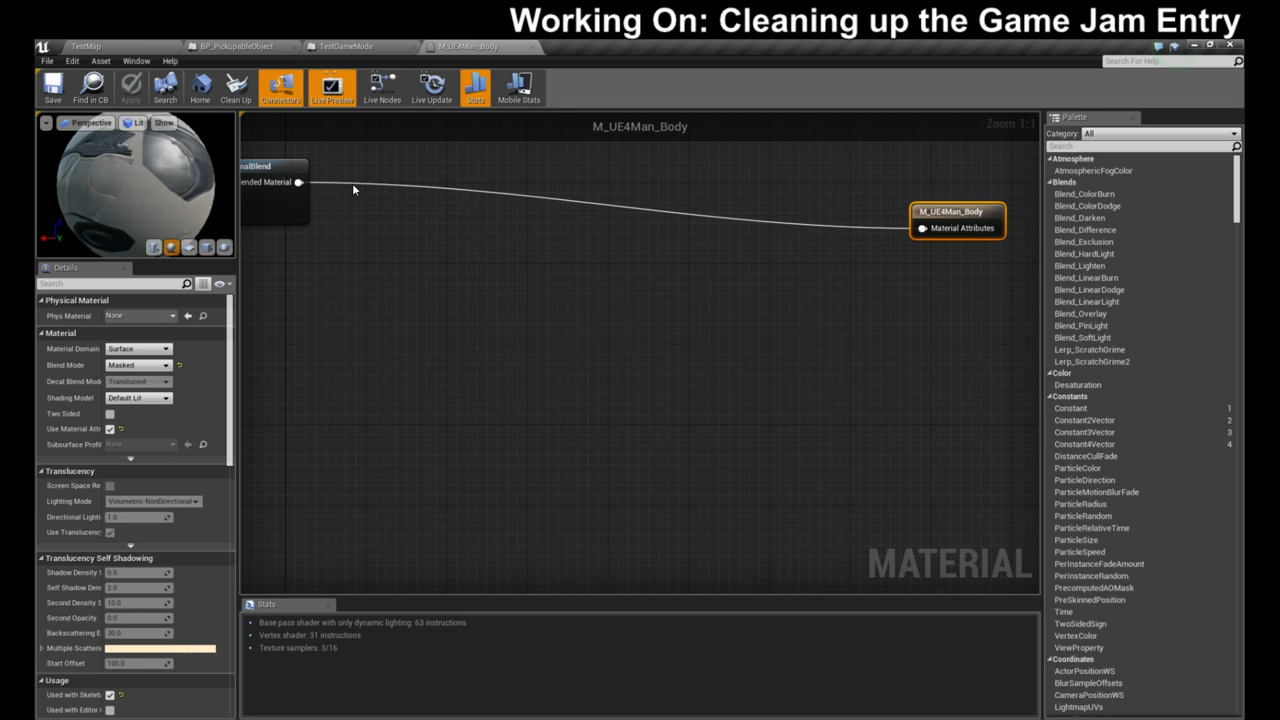 Working On: Cleaning up the Game Jam Entry
TestMap
BP_PickupableObject
TestGameMode
M_UE4Man_Body
File Edit Asset Window Help
Search For Help
Save
Find in CB
Apply
Search
Home
Clean Up
Connectors
Live Preview
Live Nodes
Live Update
Stats
Mobile Stats
Perspective
Lit
Show
X
Y
M_UE4Man_Body
Zoom 1:1
nalBlend
ended Material
M_UE4Man_Body
Material Attributes
MATERIAL
Details
Search
Physical Material
Phys Material None
Material
Material Domain Surface
Blend Mode Masked
Decal Blend Mod Translucent
Shading Model Default Lit
Two Sided
Use Material Attr
Subsurface Profil None
Translucency
Screen Space Re
Lighting Mode Volumetric NonDirectional
Directional Lighti 1.0
Use Translucenc
Translucency Self Shadowing
Shadow Density S 0.5
Self Shadow Den 2.0
Second Density S 10.0
Second Opacity 0.0
Backscattering E 30.0
Multiple Scattera
Start Offset 100.0
Usage
Used with Skelet
Used with Editor
Stats
Base pass shader with only dynamic lighting: 63 instructions
Vertex shader: 31 instructions
Texture samplers: 3/16
Palette
Category: All
Search
Atmosphere
AtmosphericFogColor
Blends
Blend_ColorBurn
Blend_ColorDodge
Blend_Darken
Blend_Difference
Blend_Exclusion
Blend_HardLight
Blend_Lighten
Blend_LinearBurn
Blend_LinearDodge
Blend_LinearLight
Blend_Overlay
Blend_PinLight
Blend_SoftLight
Lerp_ScratchGrime
Lerp_ScratchGrime2
Color
Desaturation
Constants
Constant 1
Constant2Vector 2
Constant3Vector 3
Constant4Vector 4
DistanceCullFade
ParticleColor
ParticleDirection
ParticleMotionBlurFade
ParticleRadius
ParticleRandom
ParticleRelativeTime
ParticleSize
ParticleSpeed
PerInstanceFadeAmount
PerInstanceRandom
PrecomputedAOMask
PreSkinnedPosition
Time
TwoSidedSign
VertexColor
ViewProperty
Coordinates
ActorPositionWS
BlurSampleOffsets
CameraPositionWS
LightmapUVs